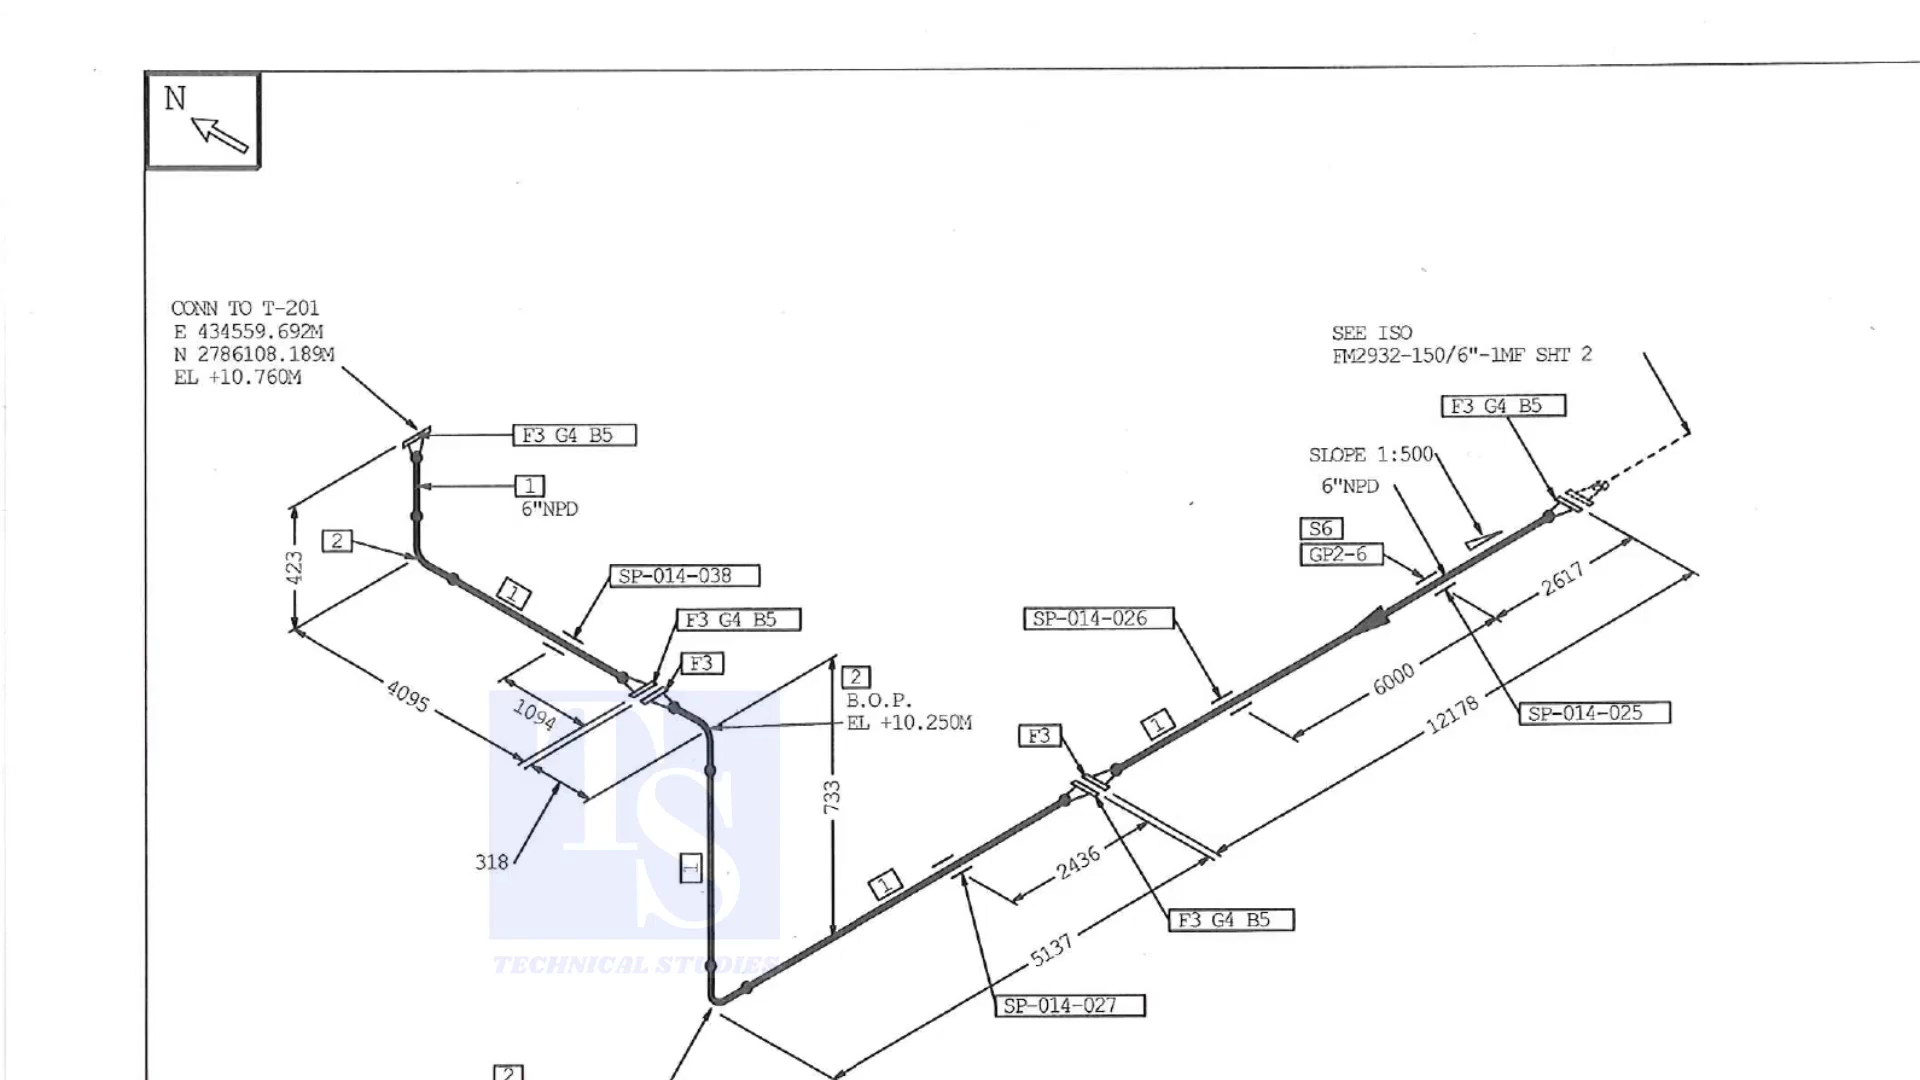 N
CONN TO T-201
E 434559.692M
N 2786108.189M
EL +10.760M
SEE ISO
FM2932-150/6"-1MF SHT 2
F3 G4 B5
F3 G4 B5
SLOPE 1:500
1
6"NPD
6"NPD
S6
GP2-6
2
423
SP-014-038
1
2617
F3 G4 B5
SP-014-026
F3
2
B.O.P.
EL +10.250M
4095
1094
6000
12178
SP-014-025
1
F3
733
318
1
1
2436
F3 G4 B5
5137
TS
TECHNICAL STUDIES
SP-014-027
2